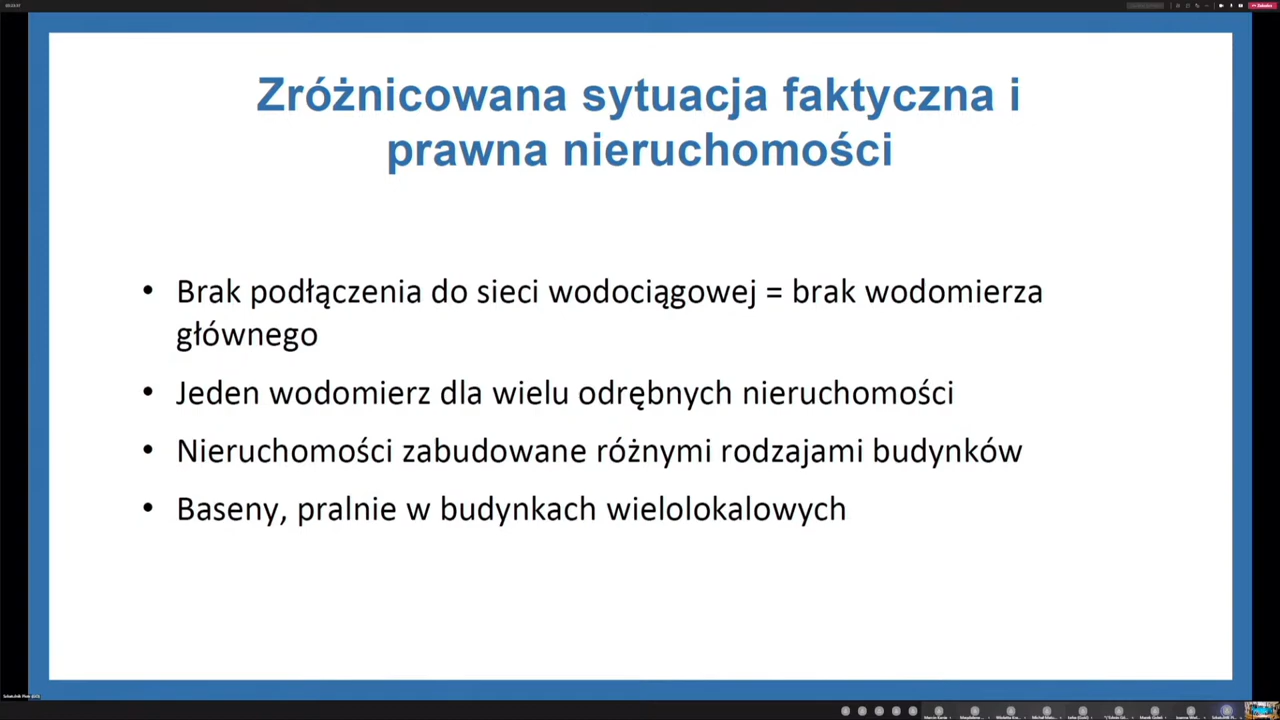 Zróżnicowana sytuacja faktyczna i
prawna nieruchomości
• Brak podłączenia do sieci wodociągowej = brak wodomierza
głównego
• Jeden wodomierz dla wielu odrębnych nieruchomości
• Nieruchomości zabudowane różnymi rodzajami budynków
• Baseny, pralnie w budynkach wielolokalowych